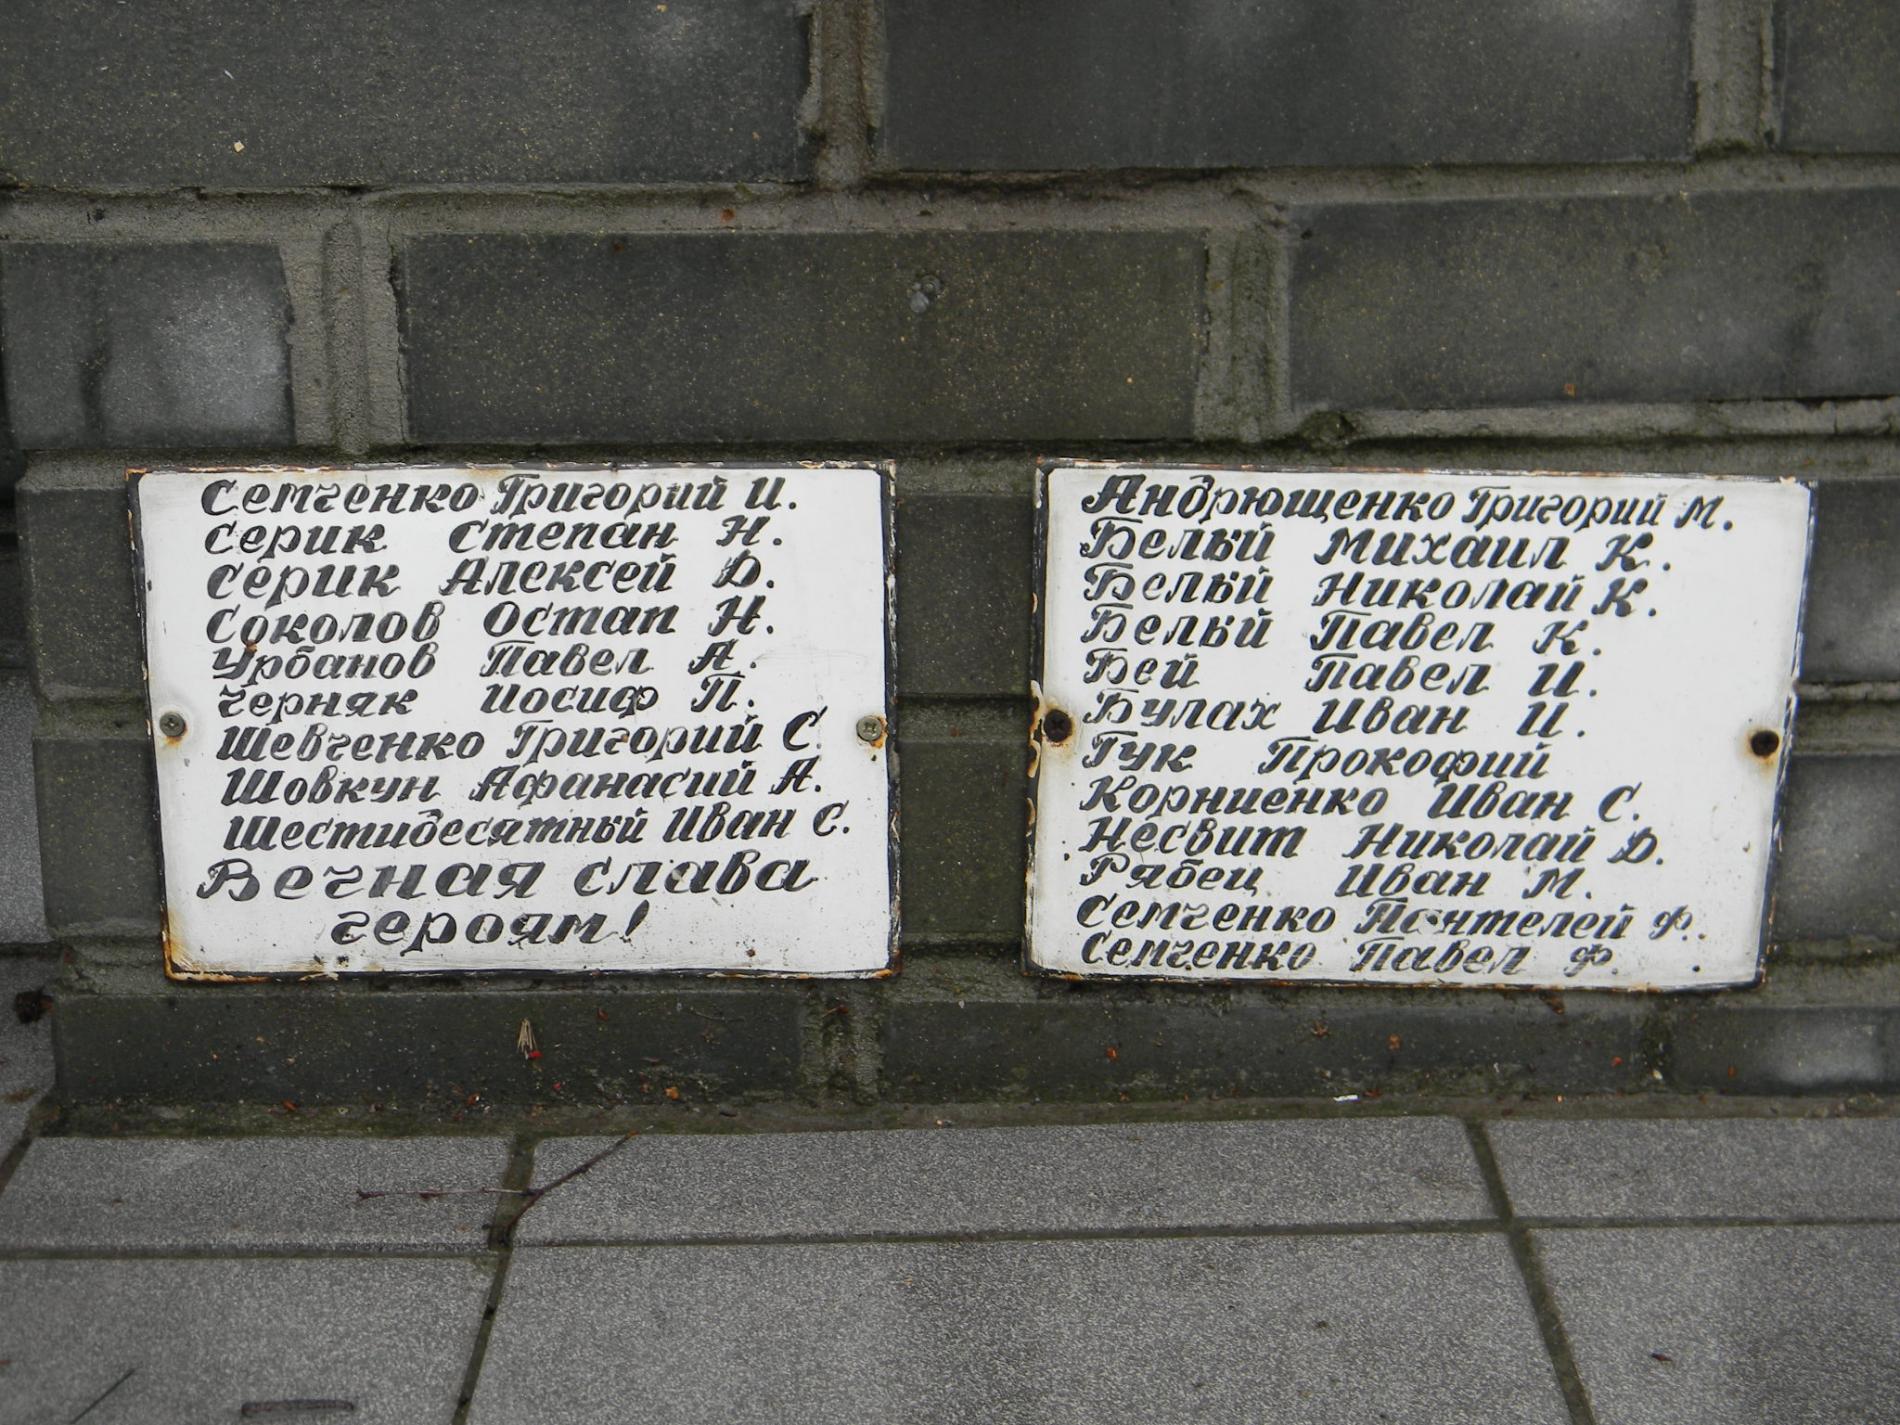 Семченко Григорий И.
Серик Степан Н.
Серик Алексей Д.
Соколов Остап Н.
Урбанов Павел А.
Черняк Иосиф П.
Шевченко Григорий С.
Шовкун Афанасий А.
Шестидесятный Иван С.
Вечная слава
героям!
Андрющенко Григорий М.
Белый Михаил К.
Белый Николай К.
Белый Павел К.
Бей Павел И.
Булах Иван И.
Гук Прокофий
Корниенко Иван С.
Несвит Николай Д.
Рябец Иван М.
Семченко Пантелей Ф.
Семченко Павел Ф.